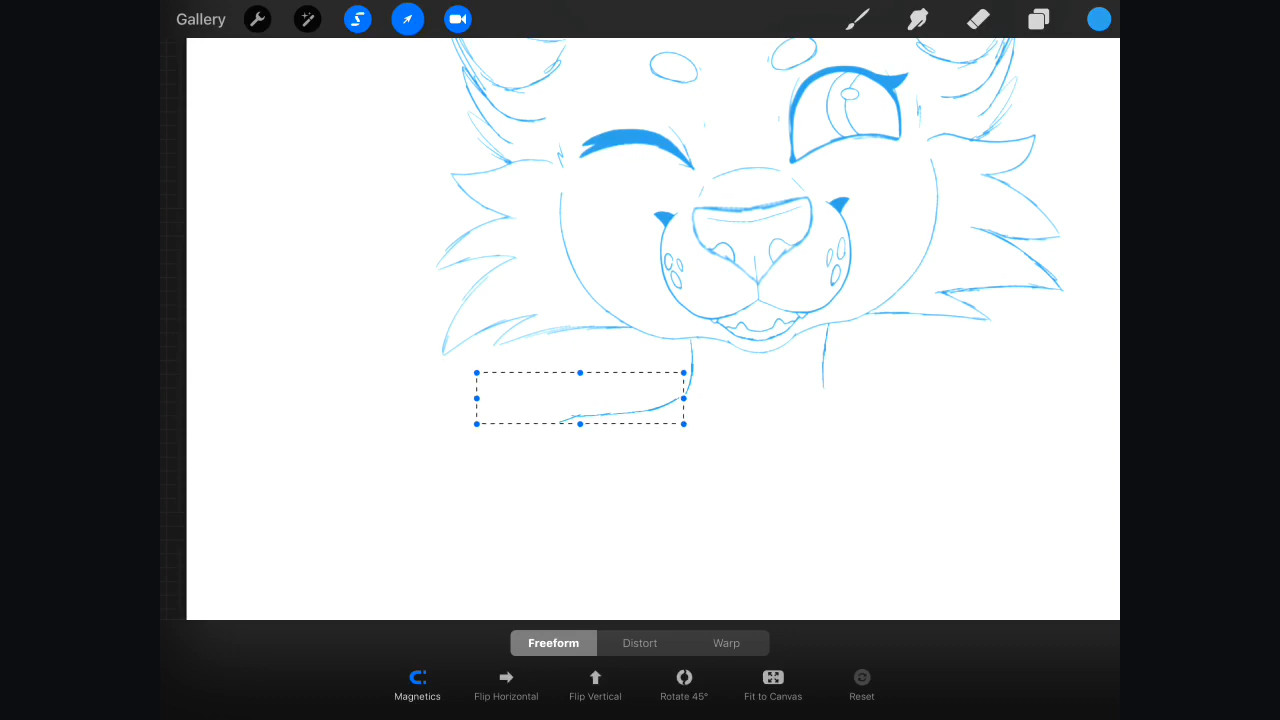 Gallery
Freeform Distort Warp
Magnetics Flip Horizontal Flip Vertical Rotate 45° Fit to Canvas Reset